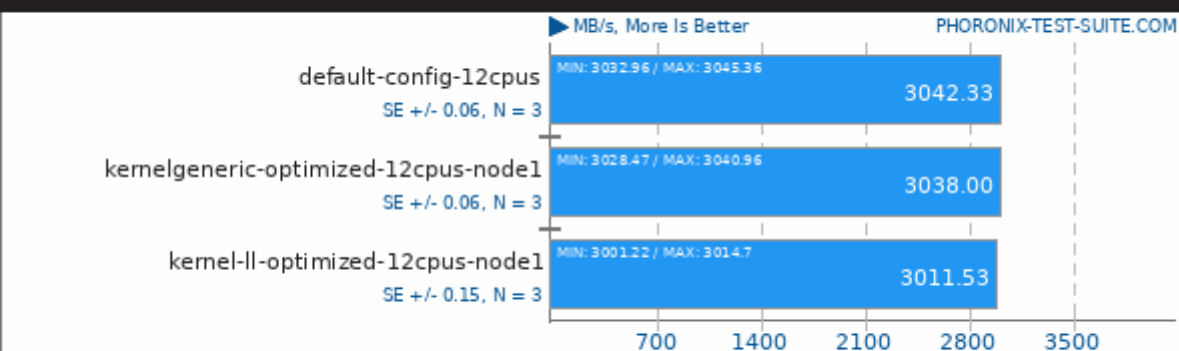 MB/s, More Is Better PHORONIX-TEST-SUITE.COM
default-config-12cpus
SE +/- 0.06, N = 3
MIN: 3032.96 / MAX: 3045.36
3042.33
kernelgeneric-optimized-12cpus-node1
SE +/- 0.06, N = 3
MIN: 3028.47 / MAX: 3040.96
3038.00
kernel-ll-optimized-12cpus-node1
SE +/- 0.15, N = 3
MIN: 3001.22 / MAX: 3014.7
3011.53
700 1400 2100 2800 3500